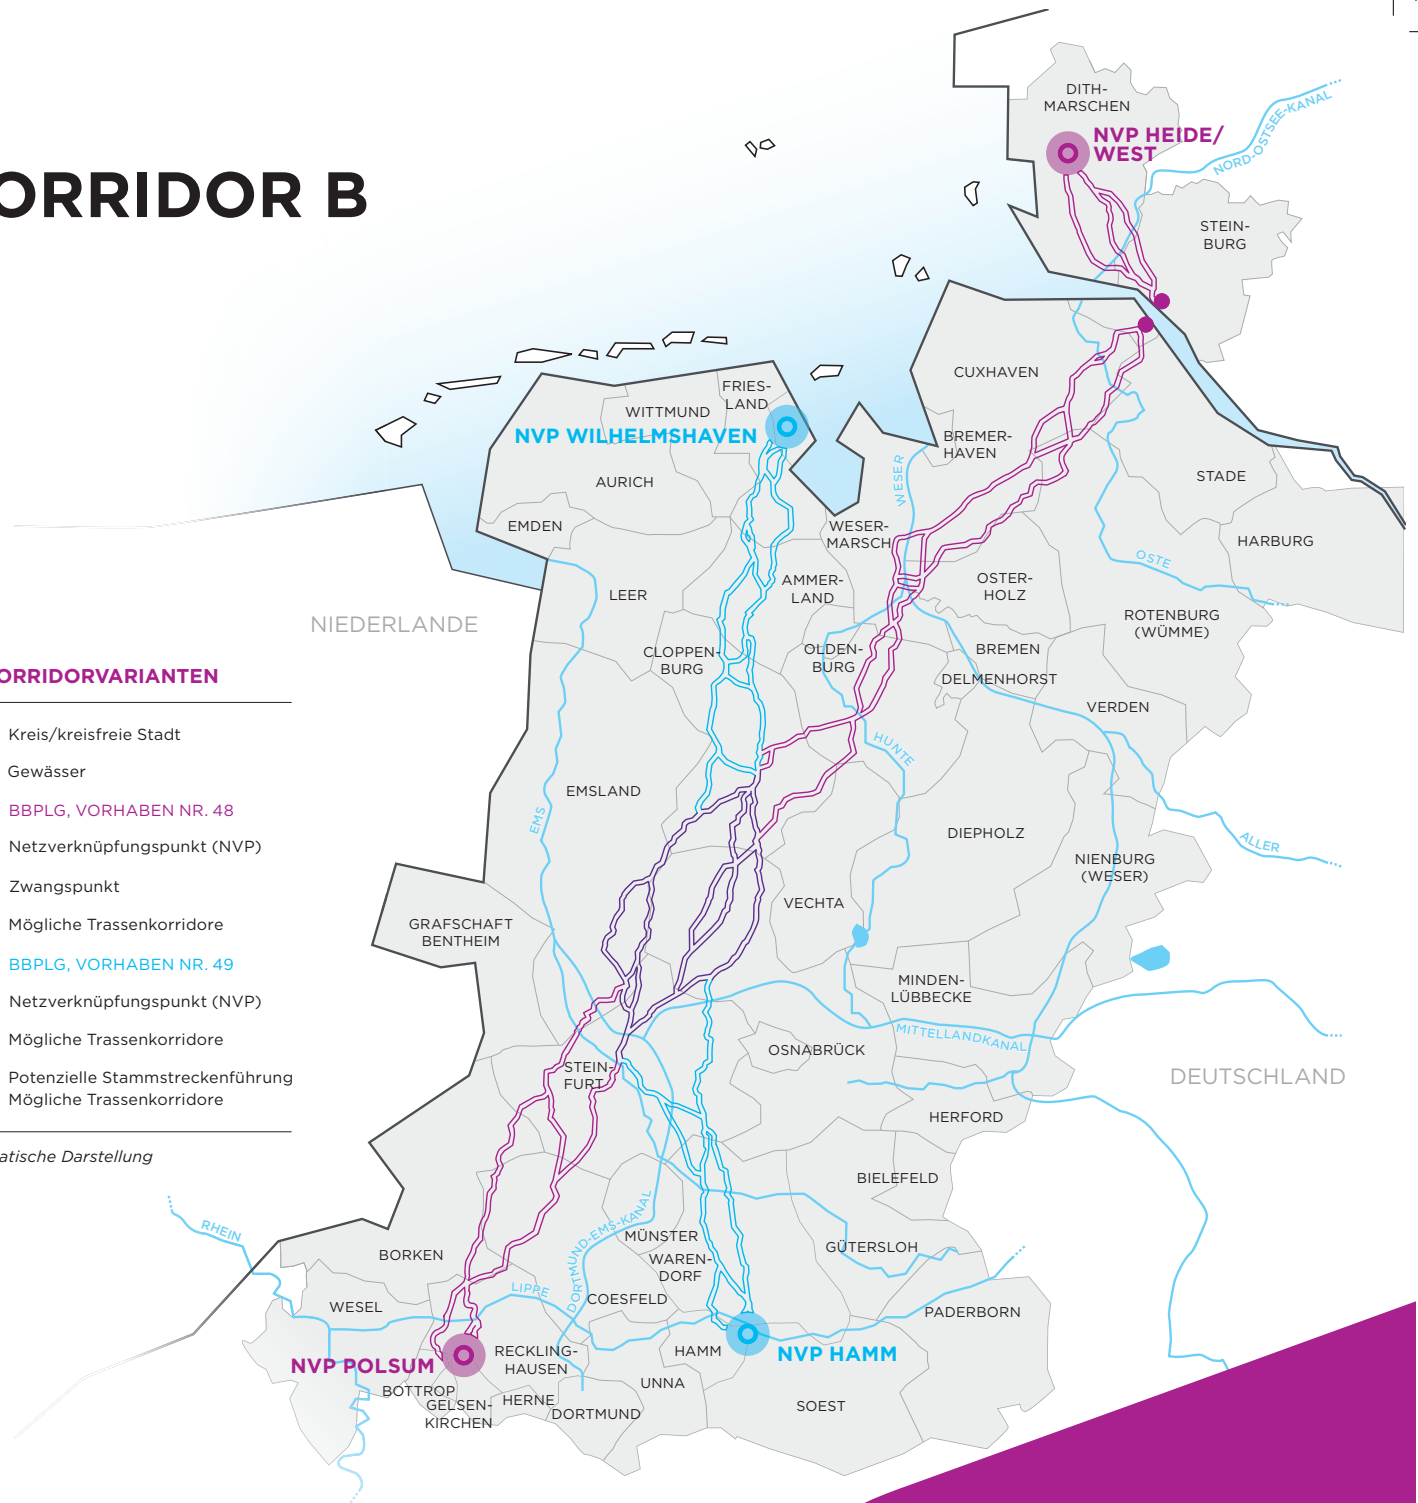 ORRIDOR B
DITH-
MARSCHEN
NVP HEIDE/
WEST
NORD-OSTSEE-KANAL
STEIN-
BURG
CUXHAVEN
FRIES-
LAND
WITTMUND
NVP WILHELMSHAVEN
BREMER-
HAVEN
WESER
AURICH
STADE
EMDEN
WESER-
MARSCH
HARBURG
OSTE
AMMER-
LAND
OSTER-
HOLZ
LEER
ROTENBURG
(WÜMME)
NIEDERLANDE
CLOPPEN-
BURG
OLDEN-
BURG
BREMEN
DELMENHORST
VERDEN
HUNTE
EMSLAND
EMS
DIEPHOLZ
ALLER
NIENBURG
(WESER)
VECHTA
GRAFSCHAFT
BENTHEIM
MINDEN-
LÜBBECKE
MITTELLANDKANAL
OSNABRÜCK
STEIN-
FURT
DEUTSCHLAND
HERFORD
BIELEFELD
DORTMUND-EMS-KANAL
RHEIN
MÜNSTER
GÜTERSLOH
BORKEN
WAREN-
DORF
LIPPE
COESFELD
WESEL
PADERBORN
RECKLING-
HAUSEN
HAMM
NVP HAMM
NVP POLSUM
UNNA
BOTTROP
GELSEN-
KIRCHEN
HERNE
DORTMUND
SOEST
ORRIDORVARIANTEN
Kreis/kreisfreie Stadt
Gewässer
BBPLG, VORHABEN NR. 48
Netzverknüpfungspunkt (NVP)
Zwangspunkt
Mögliche Trassenkorridore
BBPLG, VORHABEN NR. 49
Netzverknüpfungspunkt (NVP)
Mögliche Trassenkorridore
Potenzielle Stammstreckenführung
Mögliche Trassenkorridore
atische Darstellung